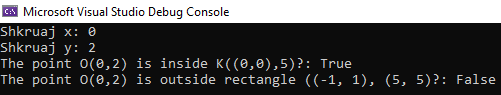 Microsoft Visual Studio Debug Console
Shkruaj x: 0
Shkruaj y: 2
The point O(0,2) is inside K((0,0),5)?: True
The point O(0,2) is outside rectangle ((-1, 1), (5, 5)?: False